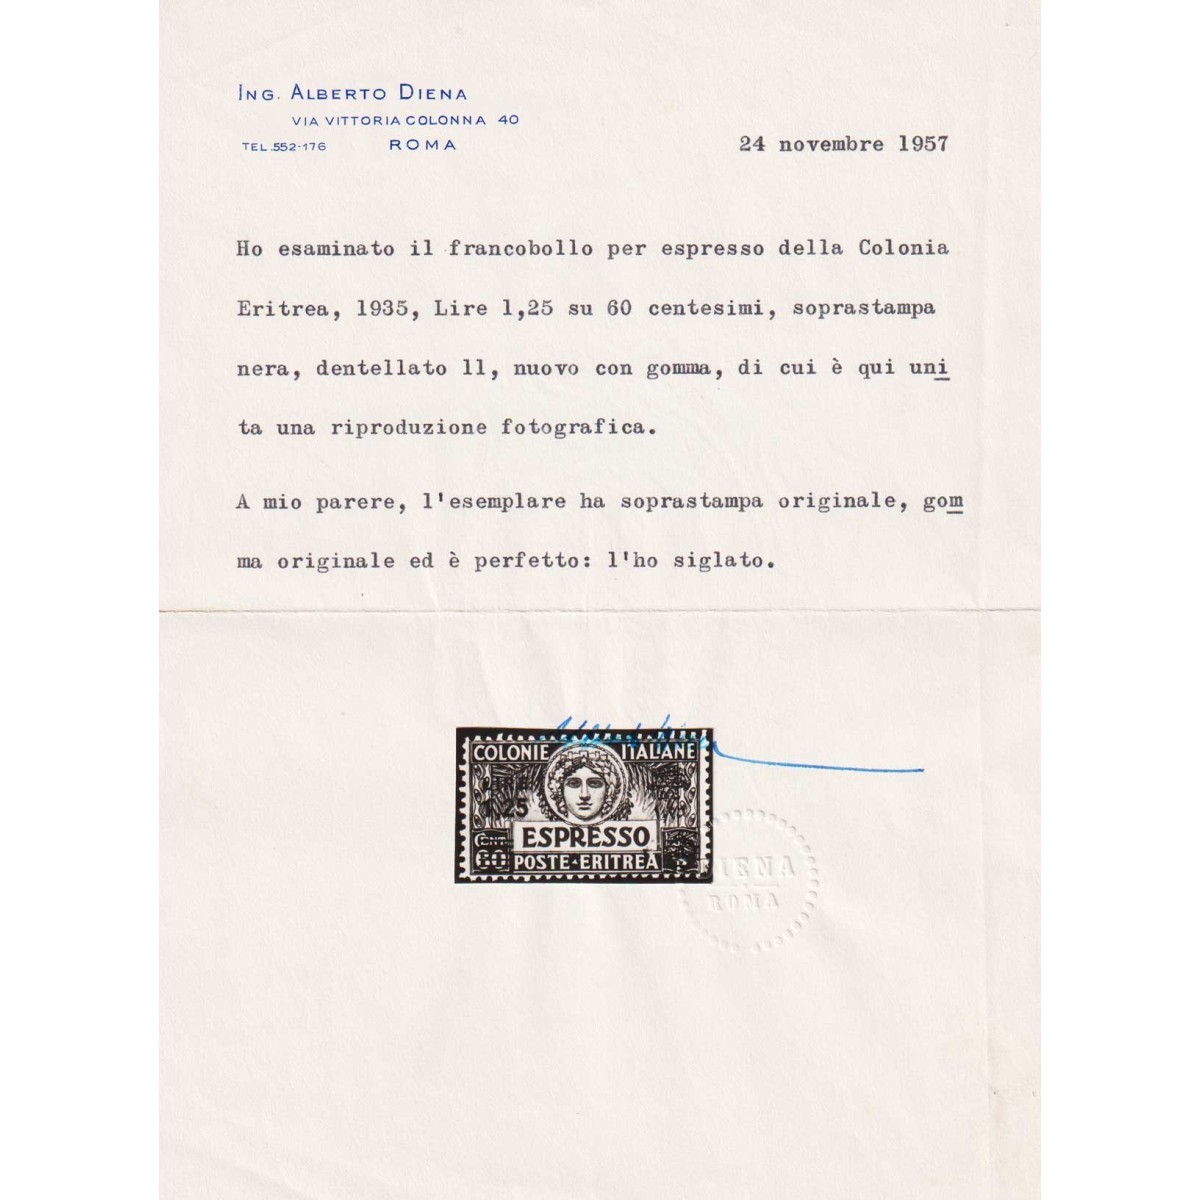 ING. ALBERTO DIENA
VIA VITTORIA COLONNA 40
TEL. 552-176 ROMA
24 novembre 1957
Ho esaminato il francobollo per espresso della Colonia
Eritrea, 1935, Lire 1,25 su 60 centesimi, soprastampa
nera, dentellato 11, nuovo con gomma, di cui è qui uni
ta una riproduzione fotografica.
A mio parere, l'esemplare ha soprastampa originale, gom
ma originale ed è perfetto: l'ho siglato.
COLONIE ITALIANE
LIRE
1,25
ESPRESSO
CENT
60 POSTE·ERITREA
DIENA
ROMA